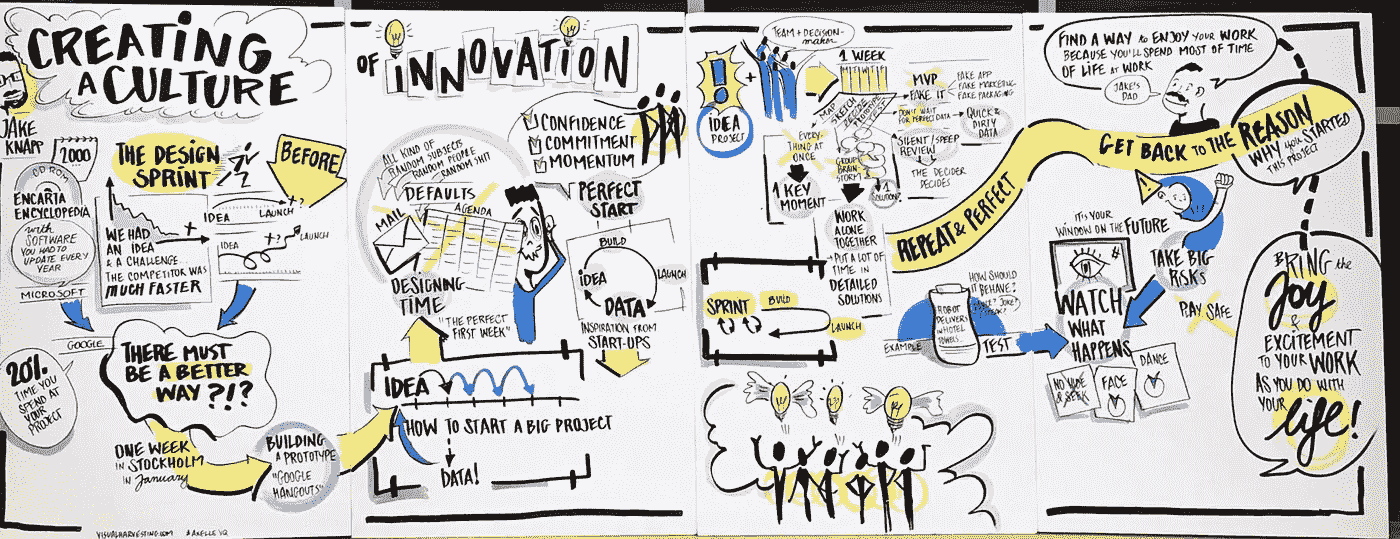 CREATING
A CULTURE
OF INNOVATION
JAKE
KNAPP
2000
CD ROM
ENCARTA
ENCYCLOPEDIA
with
SOFTWARE
YOU HAD TO
UPDATE EVERY
YEAR
MICROSOFT
THE DESIGN
SPRINT
BEFORE
WE HAD
AN IDEA
& A CHALLENGE...
THE COMPETITOR WAS
MUCH FASTER
IDEA
LAUNCH
+?
IDEA
+?
LAUNCH
GOOGLE
20%
TIME YOU
SPEND AT
YOUR
PROJECT
THERE MUST
BE A BETTER
WAY ?!?
ONE WEEK
IN STOCKHOLM
IN January
BUILDING
A PROTOTYPE
"GOOGLE
HANGOUTS"
VISUALHARVESTING.COM
ALL KIND OF
RANDOM SUBJECTS
RANDOM PEOPLE
RANDOM SHIT
DEFAULTS
MAIL
AGENDA
DESIGNING
TIME
"THE PERFECT
FIRST WEEK"
CONFIDENCE
COMMITMENT
MOMENTUM
PERFECT
START
BUILD
IDEA
LAUNCH
DATA
INSPIRATION FROM
START-UPS
IDEA
HOW TO START A BIG PROJECT
DATA!
TEAM + DECISION-
maker
!
+
IDEA
PROJECT
1 WEEK
MAP
SKETCH
DECIDE
PROTOTYPE
TEST
MVP
FAKE IT
FAKE APP
FAKE MARKETING
FAKE PACKAGING
DON'T WAIT
FOR PERFECT DATA
QUICK &
DIRTY
DATA
EVERY-
THING AT
ONCE
1 KEY
MOMENT
GROUP
BRAIN-
STORM
WORK
ALONE
TOGETHER
PUT A LOT OF
TIME IN
DETAILED
SOLUTIONS
SILENT/SPEED
REVIEW
THE DECIDER
DECIDES
1
SOLUTION
SPRINT
BUILD
LAUNCH
REPEAT & PERFECT
EXAMPLE
ROBOT
DELIVERS
HOTEL
TOWELS...
HOW SHOULD
IT BEHAVE?
TEST
FIND A WAY to ENJOY YOUR WORK
BECAUSE YOU'LL SPEND MOST OF TIME
OF LIFE at WORK
JAKE'S
DAD
GET BACK TO THE REASON
WHY YOU STARTED
THIS PROJECT
!
IT'S YOUR
WINDOW ON THE FUTURE
WATCH
WHAT
HAPPENS
TAKE BIG
RISKS
PLAY SAFE
& SEEK
FACE
DANCE
BRING the
Joy
&
EXCITEMENT
TO YOUR WORK
AS YOU DO WITH
YOUR
life!